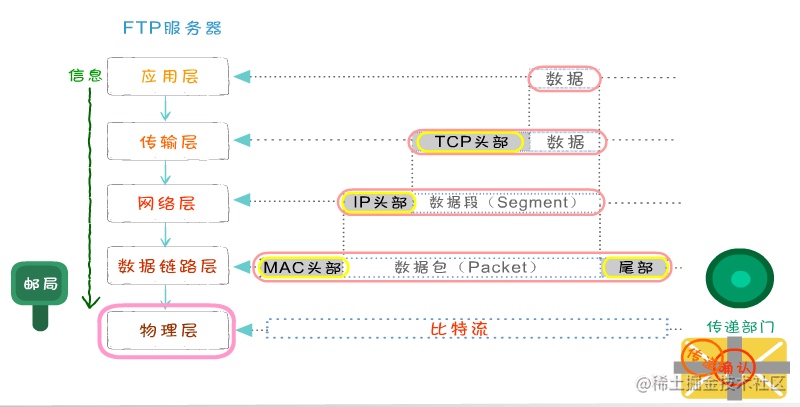 FTP服务器
信息
应用层
数据
传输层
TCP头部
数据
网络层
IP头部
数据段（Segment）
数据链路层
MAC头部
数据包（Packet）
尾部
邮局
物理层
比特流
传递部门
传递
确认
@稀土掘金技术社区